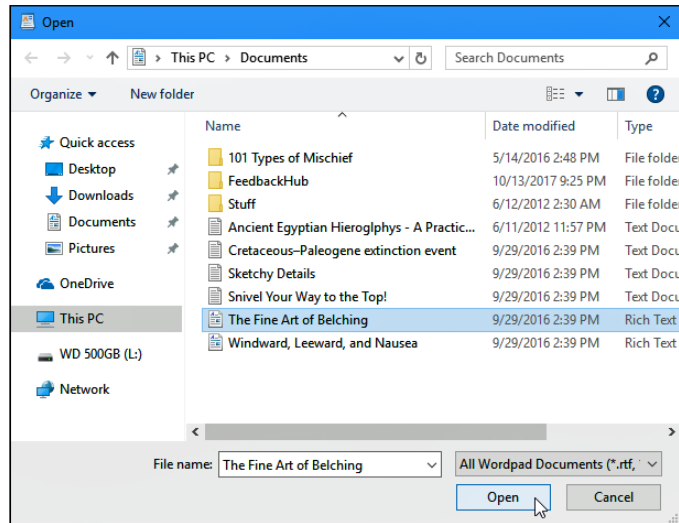 Open
This PC > Documents
Search Documents
Organize
New folder
Name
Date modified
Type
Quick access
Desktop
Downloads
Documents
Pictures
OneDrive
This PC
WD 500GB (L:)
Network
101 Types of Mischief 5/14/2016 2:48 PM File folde
FeedbackHub 10/13/2017 9:25 PM File folde
Stuff 6/12/2012 2:30 AM File folde
Ancient Egyptian Hieroglphys - A Practic... 6/11/2012 11:57 PM Text Docu
Cretaceous–Paleogene extinction event 9/29/2016 2:39 PM Text Docu
Sketchy Details 9/29/2016 2:39 PM Text Docu
Snivel Your Way to the Top! 9/29/2016 2:39 PM Text Docu
The Fine Art of Belching 9/29/2016 2:39 PM Rich Text
Windward, Leeward, and Nausea 9/29/2016 2:39 PM Rich Text
File name: The Fine Art of Belching
All Wordpad Documents (*.rtf,
Open
Cancel